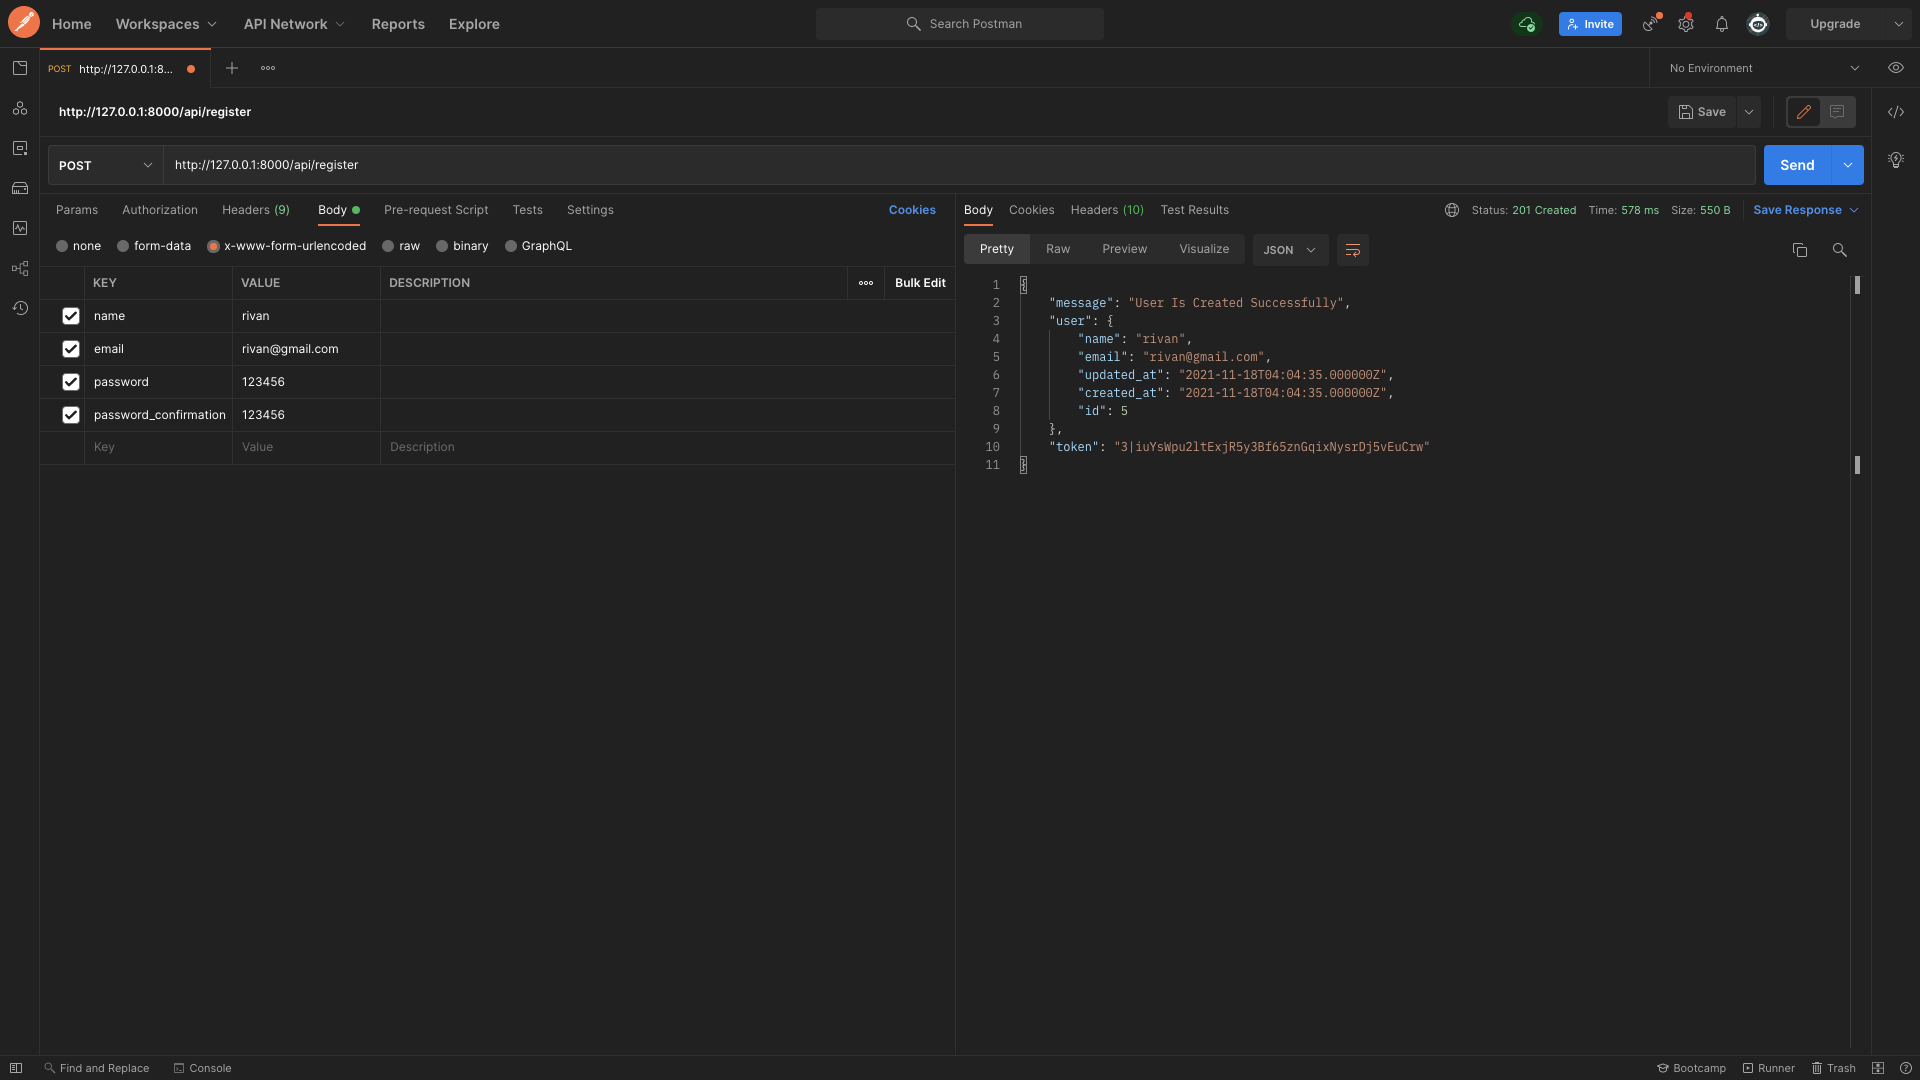 Home Workspaces API Network Reports Explore Search Postman Invite Upgrade
POST http://127.0.0.1:8... No Environment
http://127.0.0.1:8000/api/register Save
POST http://127.0.0.1:8000/api/register Send
Params Authorization Headers (9) Body Pre-request Script Tests Settings Cookies
none form-data x-www-form-urlencoded raw binary GraphQL
KEY VALUE DESCRIPTION Bulk Edit
name rivan
email rivan@gmail.com
password 123456
password_confirmation 123456
Key Value Description
Body Cookies Headers (10) Test Results Status: 201 Created Time: 578 ms Size: 550 B Save Response
Pretty Raw Preview Visualize JSON
1 {
2 "message": "User Is Created Successfully",
3 "user": {
4 "name": "rivan",
5 "email": "rivan@gmail.com",
6 "updated_at": "2021-11-18T04:04:35.000000Z",
7 "created_at": "2021-11-18T04:04:35.000000Z",
8 "id": 5
9 },
10 "token": "3|iuYsWpu2ltExjR5y3Bf65znGqixNysrDj5vEuCrw"
11 }
Find and Replace Console Bootcamp Runner Trash